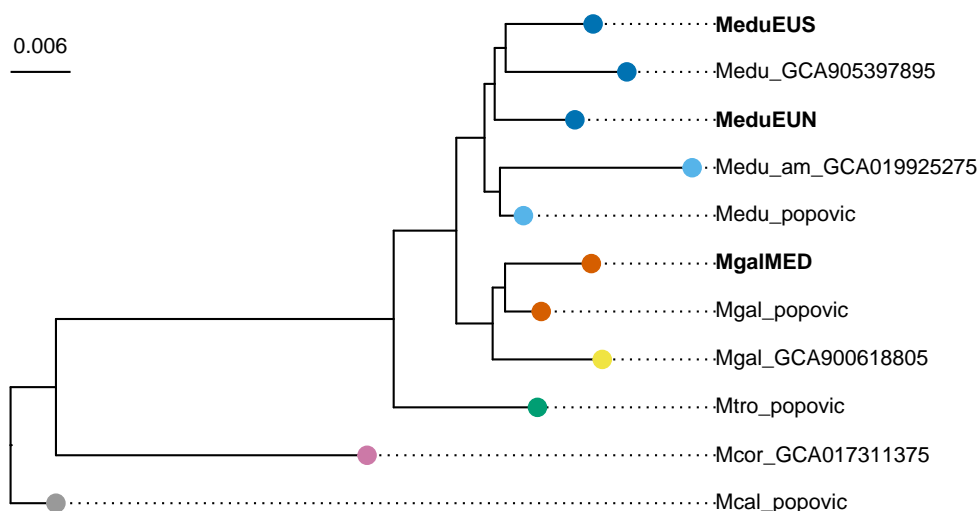 0.006
MeduEUS
Medu_GCA905397895
MeduEUN
Medu_am_GCA019925275
Medu_popovic
MgalMED
Mgal_popovic
Mgal_GCA900618805
Mtro_popovic
Mcor_GCA017311375
Mcal_popovic